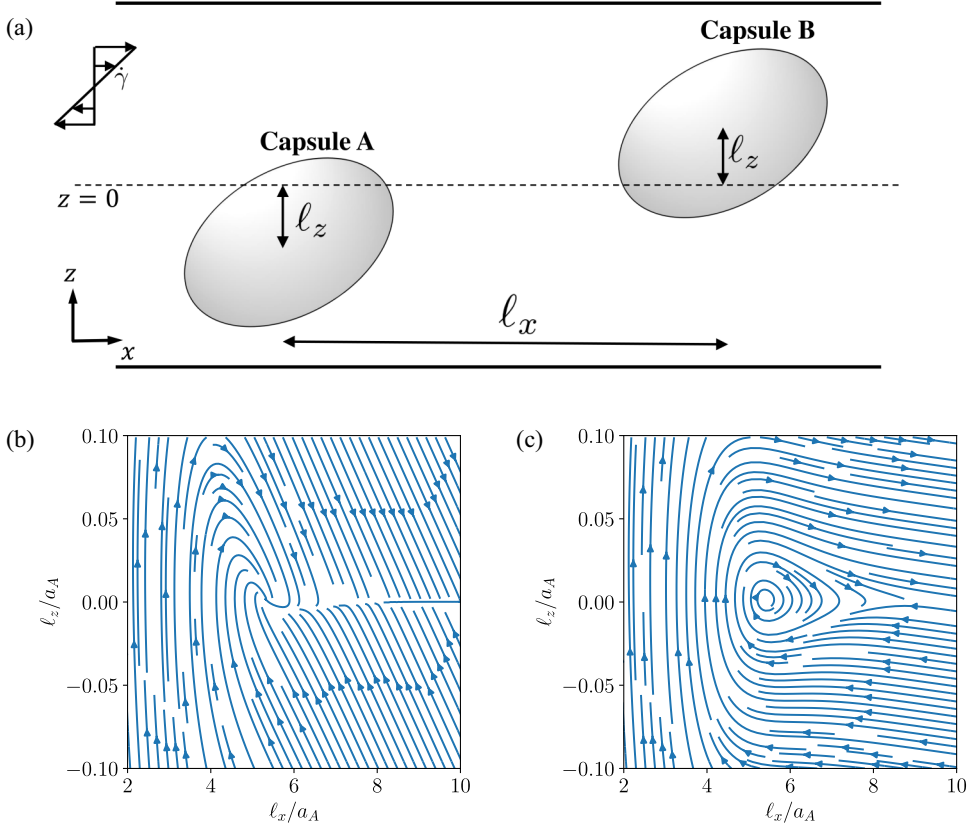 (a)
Capsule B
γ̇
Capsule A
ℓz
z = 0
ℓz
z
x
ℓx
(b)
(c)
0.10
0.05
0.00
−0.05
−0.10
ℓz/aA
2
4
6
8
10
ℓx/aA
0.10
0.05
0.00
−0.05
−0.10
ℓz/aA
2
4
6
8
10
ℓx/aA